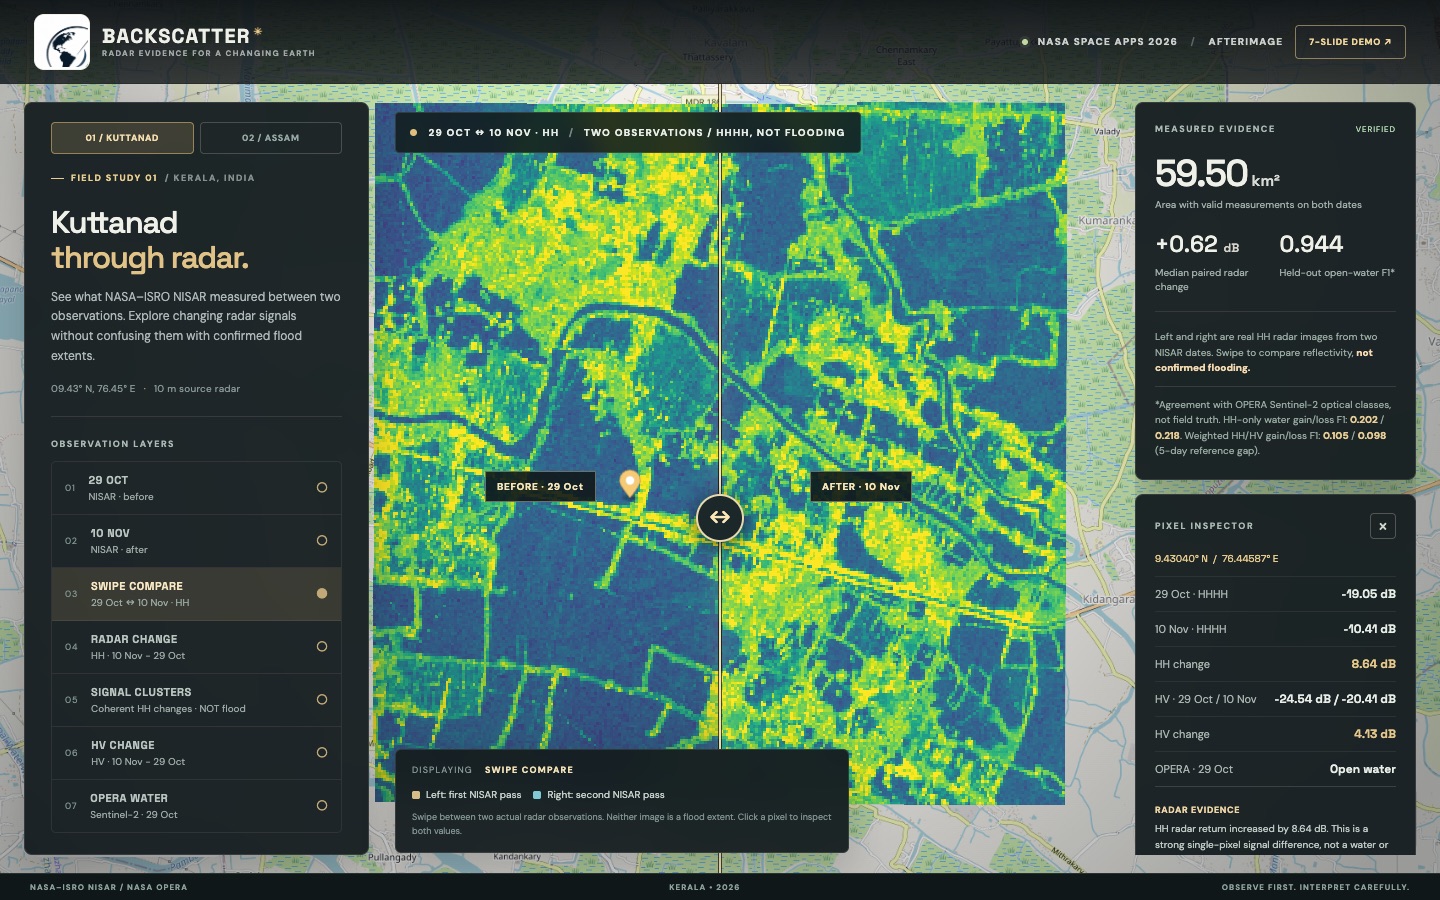 BACKSCATTER*
RADAR EVIDENCE FOR A CHANGING EARTH
NASA SPACE APPS 2026 / AFTERIMAGE
7-SLIDE DEMO ↗
Kavalam
Thattassery
Chennamkary
East
MDR 18
Valady
Kumaranka
Kidangara
Pullangady
Kandankary
Muthrakary
01 / KUTTANAD
02 / ASSAM
FIELD STUDY 01 / KERALA, INDIA
Kuttanad
through radar.
See what NASA–ISRO NISAR measured between two
observations. Explore changing radar signals
without confusing them with confirmed flood
extents.
09.43° N, 76.45° E · 10 m source radar
OBSERVATION LAYERS
01 29 OCT
NISAR · before
02 10 NOV
NISAR · after
03 SWIPE COMPARE
29 Oct ↔ 10 Nov · HH
04 RADAR CHANGE
HH · 10 Nov − 29 Oct
05 SIGNAL CLUSTERS
Coherent HH changes · NOT flood
06 HV CHANGE
HV · 10 Nov − 29 Oct
07 OPERA WATER
Sentinel-2 · 29 Oct
29 OCT ↔ 10 NOV · HH / TWO OBSERVATIONS / HHHH, NOT FLOODING
BEFORE · 29 Oct
AFTER · 10 Nov
DISPLAYING SWIPE COMPARE
Left: first NISAR pass Right: second NISAR pass
Swipe between two actual radar observations. Neither image is a flood extent. Click a pixel to inspect
both values.
MEASURED EVIDENCE VERIFIED
59.50 km²
Area with valid measurements on both dates
+0.62 dB 0.944
Median paired radar Held-out open-water F1*
change
Left and right are real HH radar images from two
NISAR dates. Swipe to compare reflectivity, not
confirmed flooding.
*Agreement with OPERA Sentinel-2 optical classes,
not field truth. HH-only water gain/loss F1: 0.202 /
0.218. Weighted HH/HV gain/loss F1: 0.105 / 0.098
(5-day reference gap).
PIXEL INSPECTOR ×
9.43040° N / 76.44587° E
29 Oct · HHHH -19.05 dB
10 Nov · HHHH -10.41 dB
HH change 8.64 dB
HV · 29 Oct / 10 Nov -24.54 dB / -20.41 dB
HV change 4.13 dB
OPERA · 29 Oct Open water
RADAR EVIDENCE
HH radar return increased by 8.64 dB. This is a
strong single-pixel signal difference, not a water or
NASA–ISRO NISAR / NASA OPERA
KERALA • 2026
OBSERVE FIRST. INTERPRET CAREFULLY.